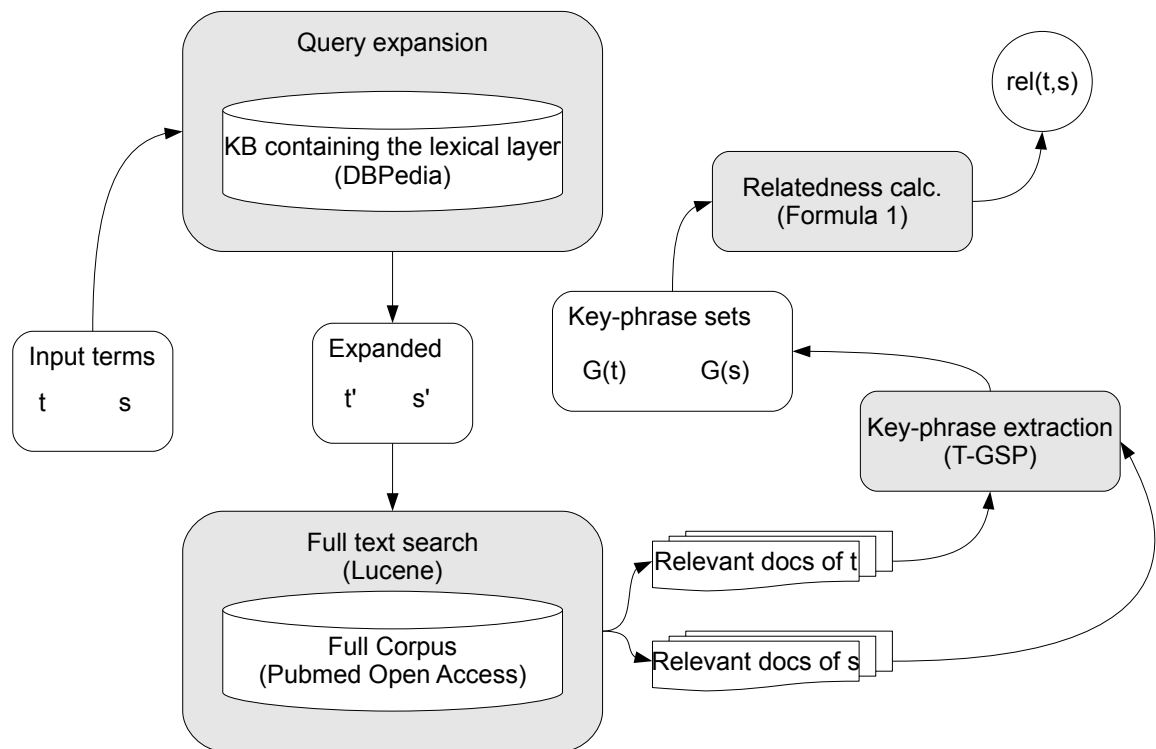 Query expansion
KB containing the lexical layer
(DBPedia)
rel(t,s)
Relatedness calc.
(Formula 1)
Input terms
t s
Expanded
t' s'
Key-phrase sets
G(t) G(s)
Key-phrase extraction
(T-GSP)
Full text search
(Lucene)
Full Corpus
(Pubmed Open Access)
Relevant docs of t
Relevant docs of s